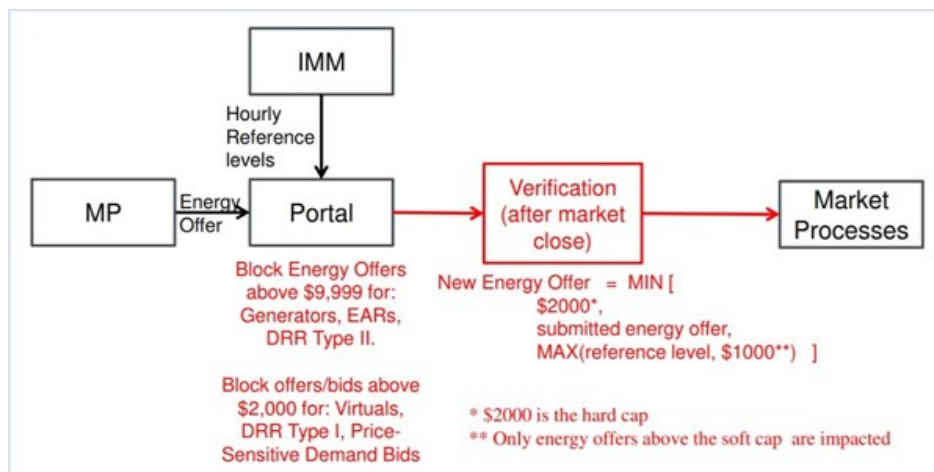 IMM
Hourly
Reference
levels
MP
Energy
Offer
Portal
Verification
(after market
close)
Market
Processes
Block Energy Offers
above $9,999 for:
Generators, EARs,
DRR Type II.
New Energy Offer = MIN [
$2000*,
submitted energy offer,
MAX(reference level, $1000**) ]
Block offers/bids above
$2,000 for: Virtuals,
DRR Type I, Price-
Sensitive Demand Bids
* $2000 is the hard cap
** Only energy offers above the soft cap are impacted